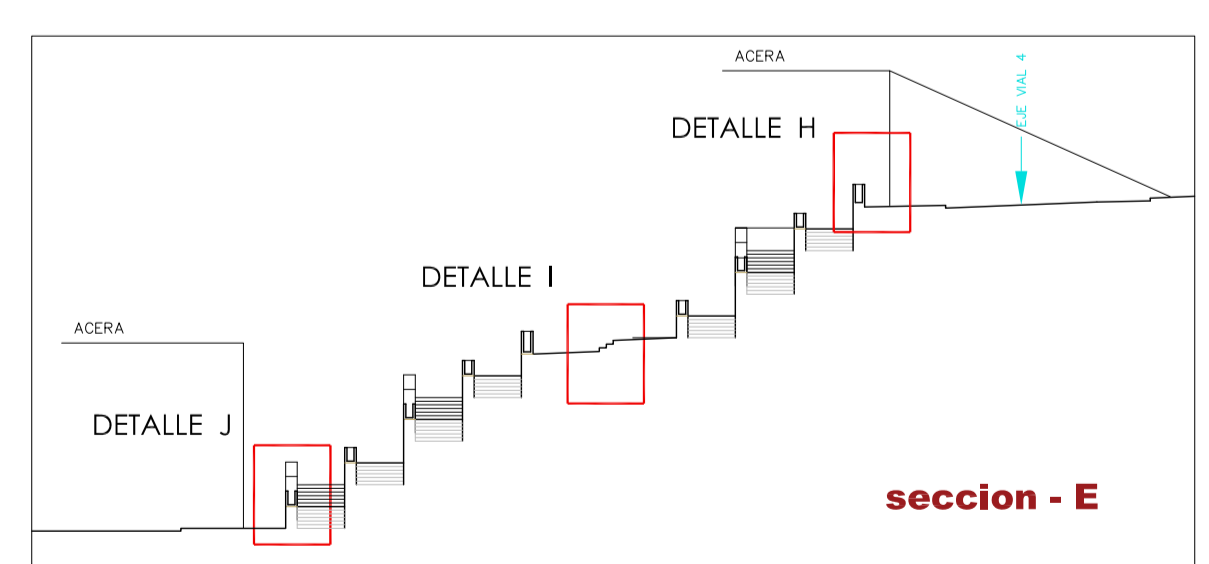 ACERA
EJE VIAL 4
DETALLE H
DETALLE I
ACERA
DETALLE J
seccion - E